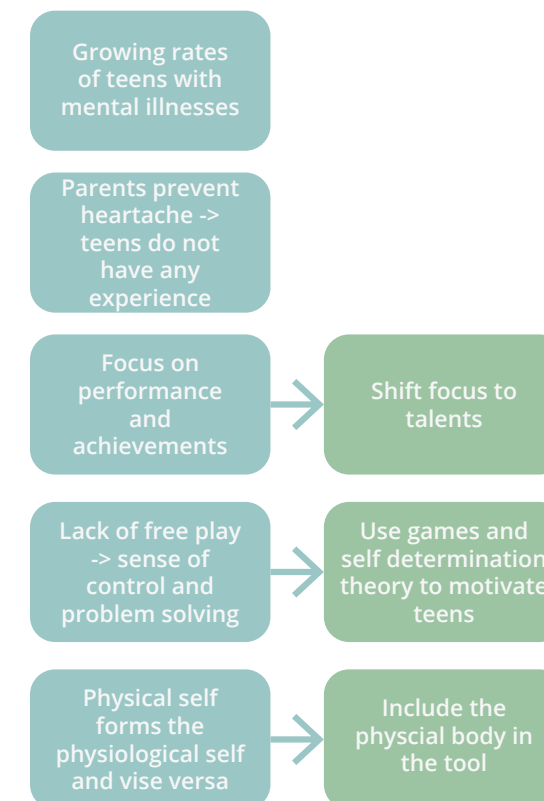 Growing rates
of teens with
mental illnesses
Parents prevent
heartache ->
teens do not
have any
experience
Focus on
performance
and
achievements
Shift focus to
talents
Lack of free play
-> sense of
control and
problem solving
Use games and
self determination
theory to motivate
teens
Physical self
forms the
physiological self
and vise versa
Include the
physcial body in
the tool